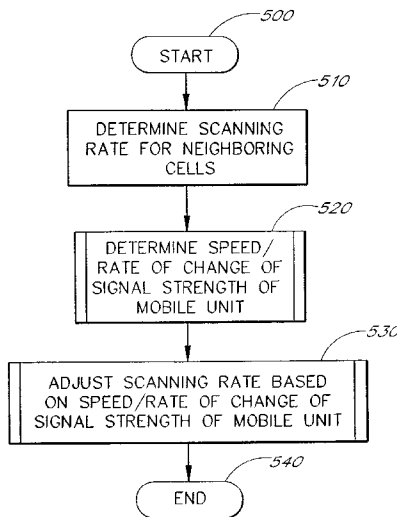 500
START
510
DETERMINE SCANNING
RATE FOR NEIGHBORING
CELLS
520
DETERMINE SPEED/
RATE OF CHANGE OF
SIGNAL STRENGTH OF
MOBILE UNIT
530
ADJUST SCANNING RATE BASED
ON SPEED/RATE OF CHANGE OF
SIGNAL STRENGTH OF MOBILE UNIT
540
END